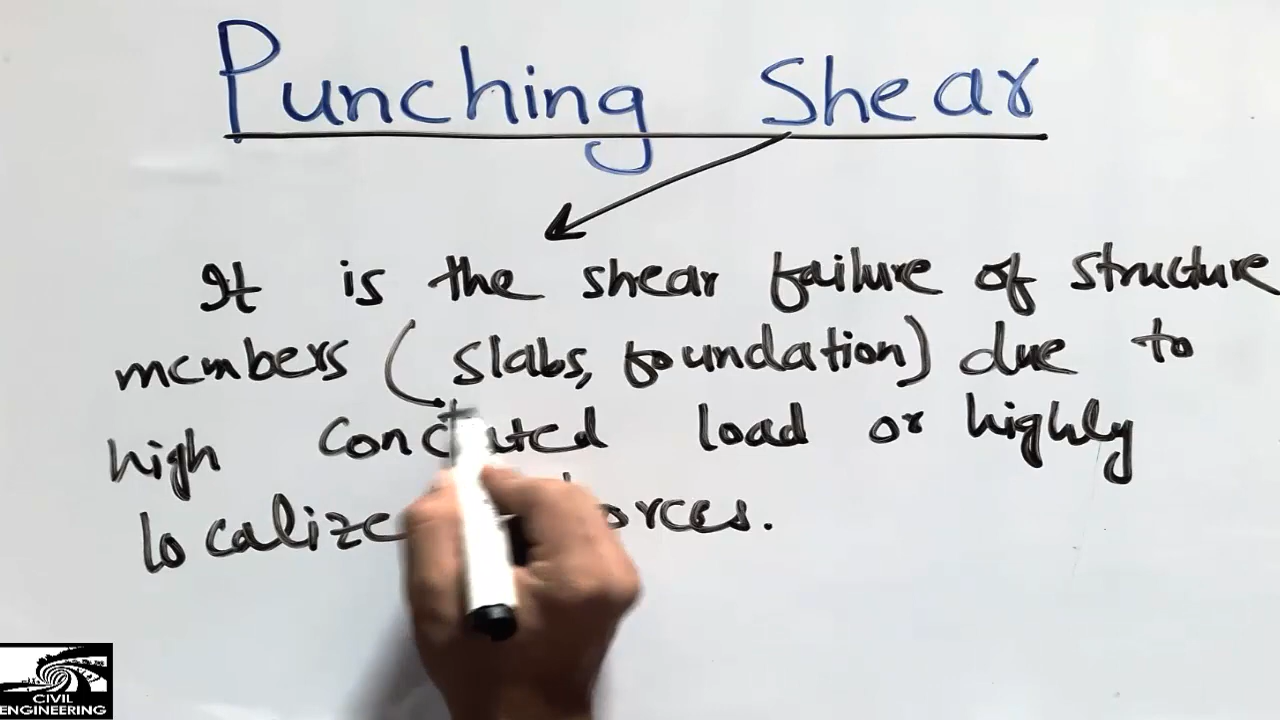 Punching Shear
It is the shear failure of structure
members (slabs, foundation) due to
high load or highly
CIVIL
ENGINEERING